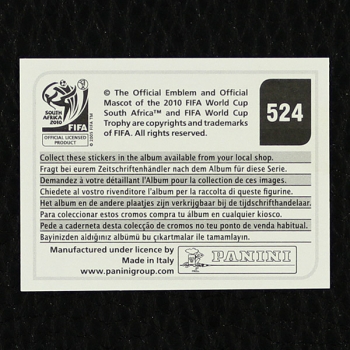 SOUTH AFRICA
2010
FIFA
OFFICIAL LICENSED
PRODUCT
© 2005 FIFA TM
© The Official Emblem and Official
Mascot of the 2010 FIFA World Cup
South Africa™ and FIFA World Cup
Trophy are copyrights and trademarks
of FIFA. All rights reserved.
524
Collect these stickers in the album available from your local shop.
Fragt bei eurem Zeitschriftenhändler nach dem Album für diese Serie.
Demandez à votre détaillant l'Album pour la collection de ces images.
Chiedete al vostro rivenditore l'album per la raccolta di queste figurine.
Het album en de andere plaatjes zijn verkrijgbaar bij de tijdschrifthandelaar.
Para coleccionar estos cromos compra tu álbum en cualquier kiosco.
Pede a caderneta desta colecção de cromos no teu ponto de venda habitual.
Bayinizden aldığınız albümü bu çıkartmalar ile tamamlayın.
Manufactured under licence by
Made in Italy
www.paninigroup.com
PANINI